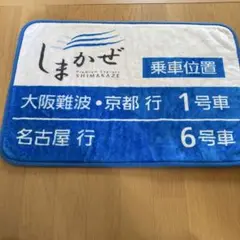 しまかぜ
Premium Express
SHIMAKAZE
乗車位置
大阪難波・京都 行 1号車
名古屋 行 6号車